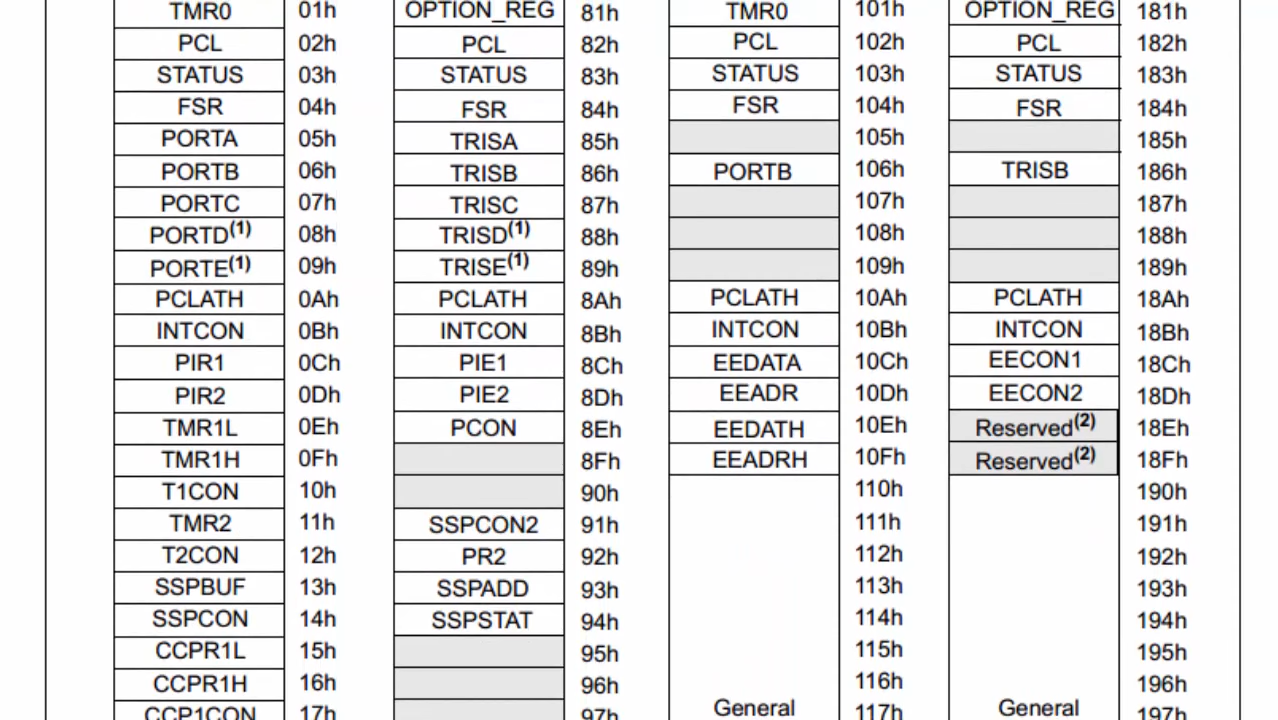 TMR0 01h OPTION_REG 81h TMR0 101h OPTION_REG 181h
PCL 02h PCL 82h PCL 102h PCL 182h
STATUS 03h STATUS 83h STATUS 103h STATUS 183h
FSR 04h FSR 84h FSR 104h FSR 184h
PORTA 05h TRISA 85h 105h 185h
PORTB 06h TRISB 86h PORTB 106h TRISB 186h
PORTC 07h TRISC 87h 107h 187h
PORTD(1) 08h TRISD(1) 88h 108h 188h
PORTE(1) 09h TRISE(1) 89h 109h 189h
PCLATH 0Ah PCLATH 8Ah PCLATH 10Ah PCLATH 18Ah
INTCON 0Bh INTCON 8Bh INTCON 10Bh INTCON 18Bh
PIR1 0Ch PIE1 8Ch EEDATA 10Ch EECON1 18Ch
PIR2 0Dh PIE2 8Dh EEADR 10Dh EECON2 18Dh
TMR1L 0Eh PCON 8Eh EEDATH 10Eh Reserved(2) 18Eh
TMR1H 0Fh 8Fh EEADRH 10Fh Reserved(2) 18Fh
T1CON 10h 90h 110h 190h
TMR2 11h SSPCON2 91h 111h 191h
T2CON 12h PR2 92h 112h 192h
SSPBUF 13h SSPADD 93h 113h 193h
SSPCON 14h SSPSTAT 94h 114h 194h
CCPR1L 15h 95h 115h 195h
CCPR1H 16h 96h 116h 196h
CCP1CON 17h 97h General 117h General 197h